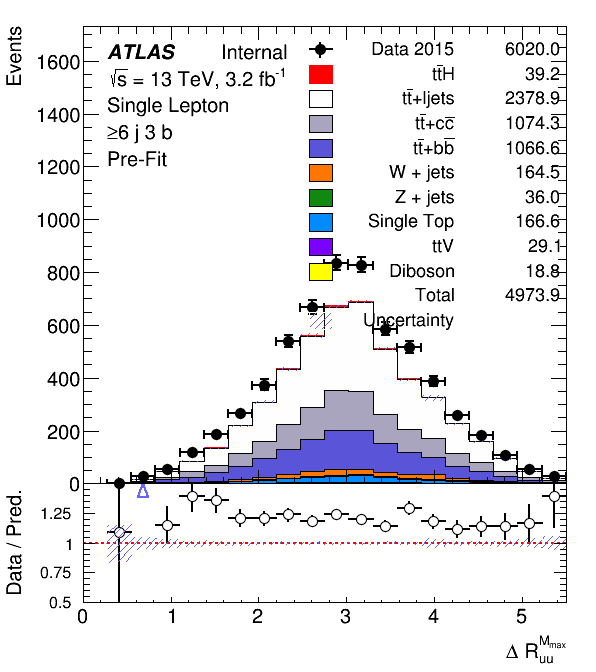 Events
1600
1400
1200
1000
800
600
400
200
0
ATLAS Internal
√s = 13 TeV, 3.2 fb⁻¹
Single Lepton
≥6 j 3 b
Pre-Fit
Data 2015 6020.0
tt̄H 39.2
tt̄+ljets 2378.9
tt̄+cc̄ 1074.3
tt̄+bb̄ 1066.6
W + jets 164.5
Z + jets 36.0
Single Top 166.6
ttV 29.1
Diboson 18.8
Total 4973.9
Uncertainty
Data / Pred.
1.25
1
0.75
0.5
0 1 2 3 4 5
Δ R_uu^M_max